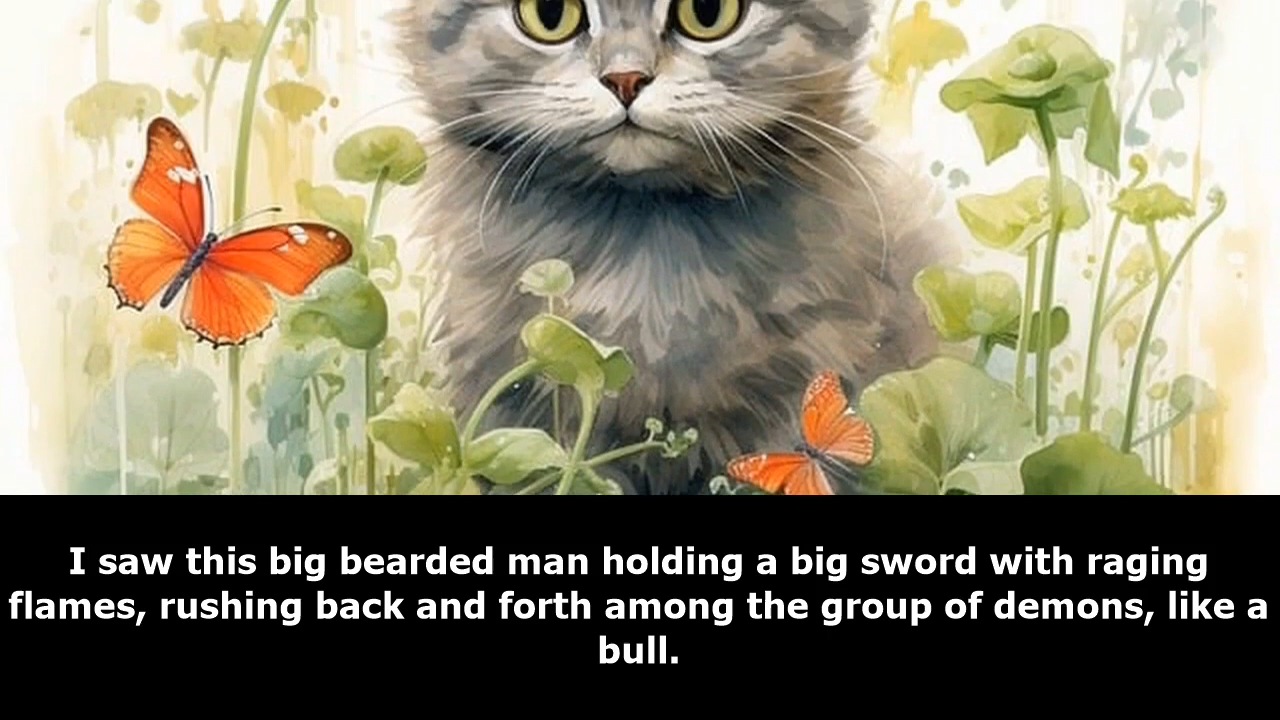 I saw this big bearded man holding a big sword with raging
flames, rushing back and forth among the group of demons, like a
bull.